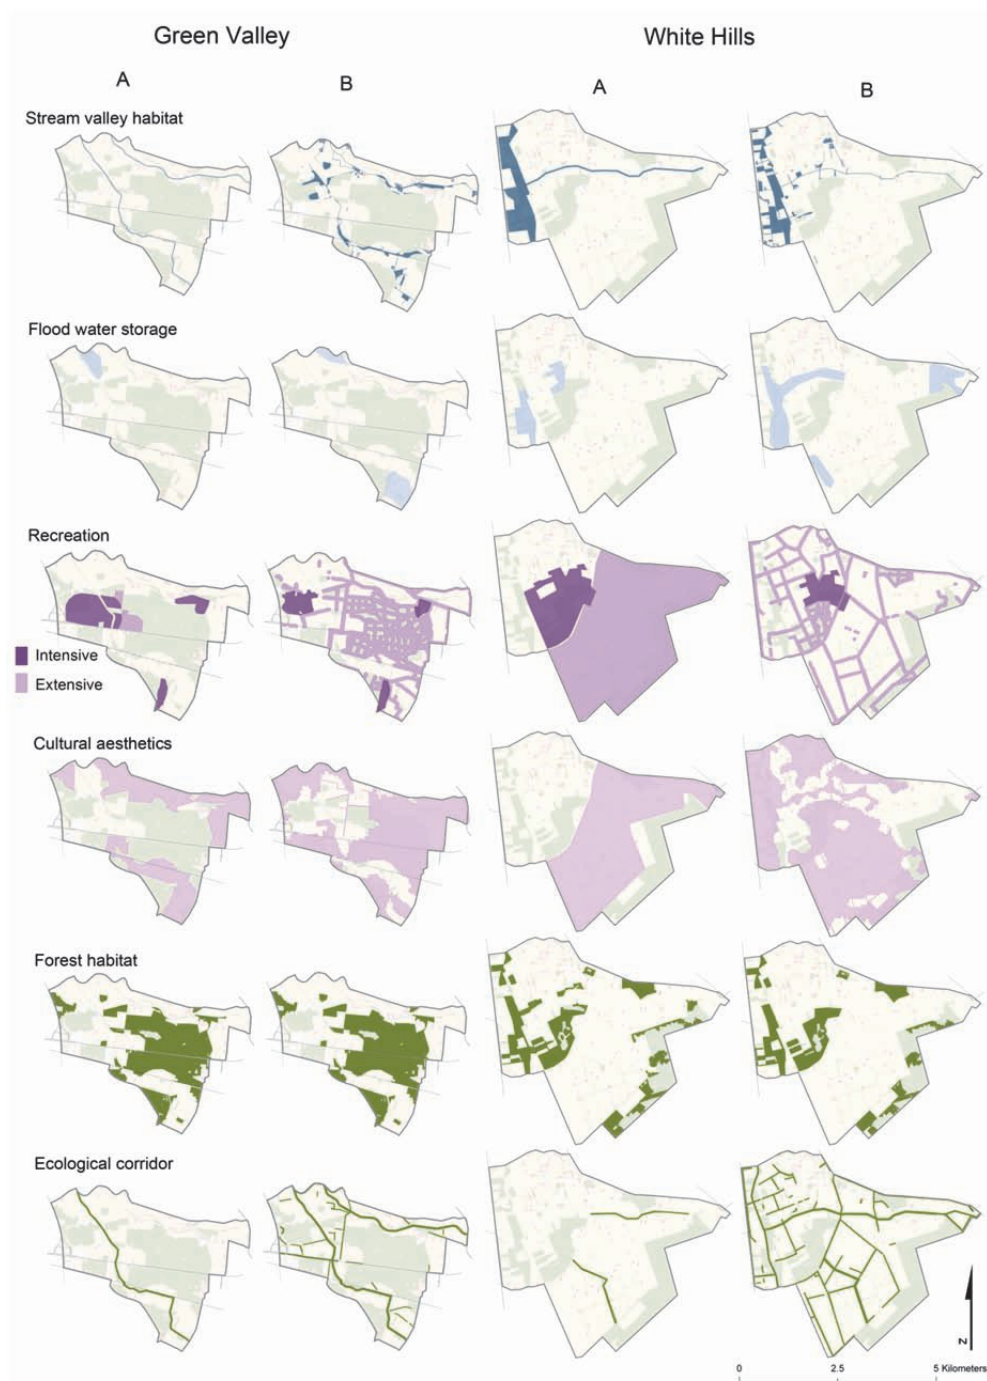 Green Valley White Hills
A B A B
Stream valley habitat
Flood water storage
Recreation
Intensive
Extensive
Cultural aesthetics
Forest habitat
Ecological corridor
N
0 2.5 5 Kilometers